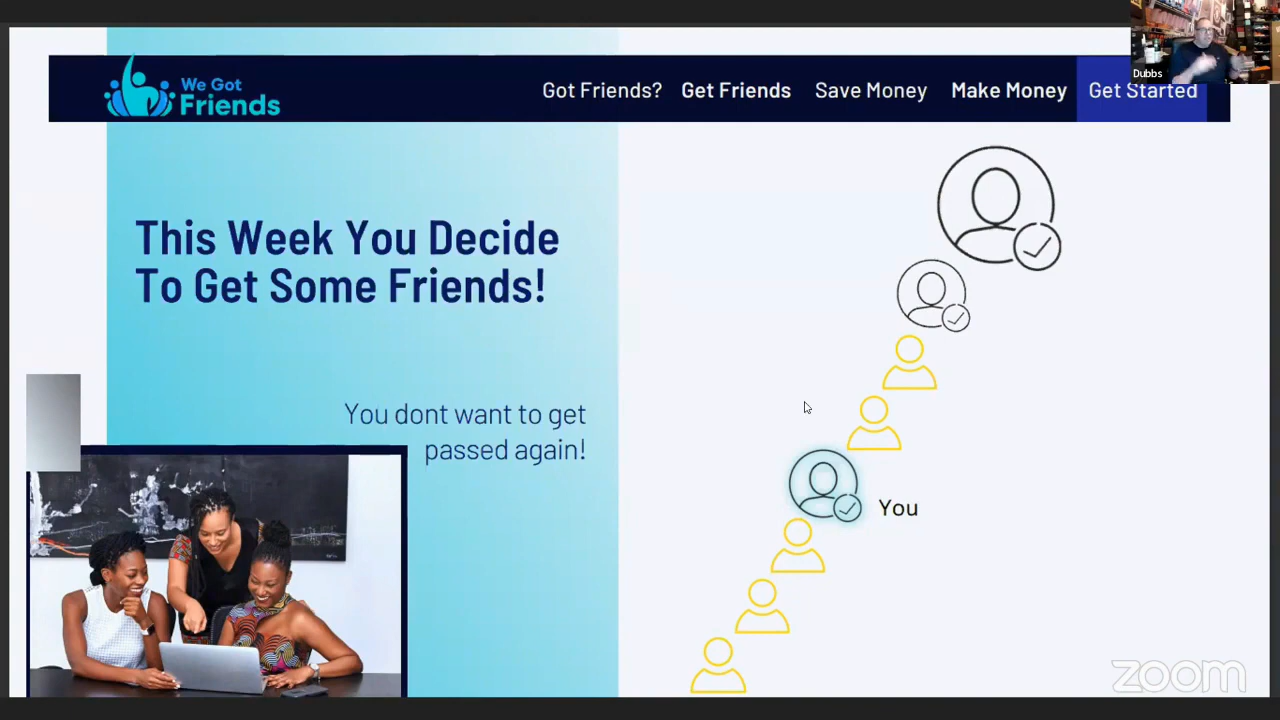 We Got
Friends
Got Friends? Get Friends Save Money Make Money Get Started
Dubbs
This Week You Decide
To Get Some Friends!
You dont want to get
passed again!
You
zoom